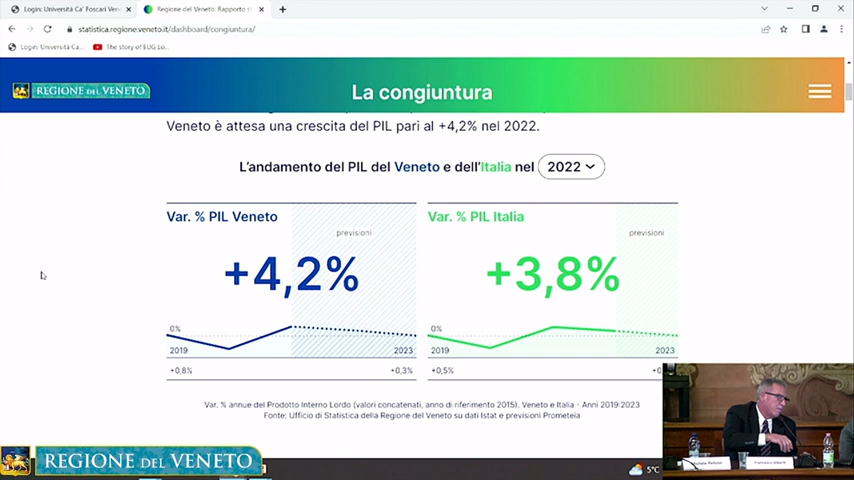 Login: Università Ca' Foscari Vene
Regione del Veneto: Rapporto st
statistica.regione.veneto.it/dashboard/congiuntura/
Login: Università Ca...
The story of EUG Lo...
REGIONE DEL VENETO
La congiuntura
Veneto è attesa una crescita del PIL pari al +4,2% nel 2022.
L'andamento del PIL del Veneto e dell'Italia nel 2022
Var. % PIL Veneto
previsioni
+4,2%
0%
2019
2023
+0,8%
+0,3%
Var. % PIL Italia
previsioni
+3,8%
0%
2019
2023
+0,5%
Var. % annue del Prodotto Interno Lordo (valori concatenati, anno di riferimento 2015). Veneto e Italia - Anni 2019:2023
Fonte: Ufficio di Statistica della Regione del Veneto su dati Istat e previsioni Prometeia
REGIONE DEL VENETO
5°C